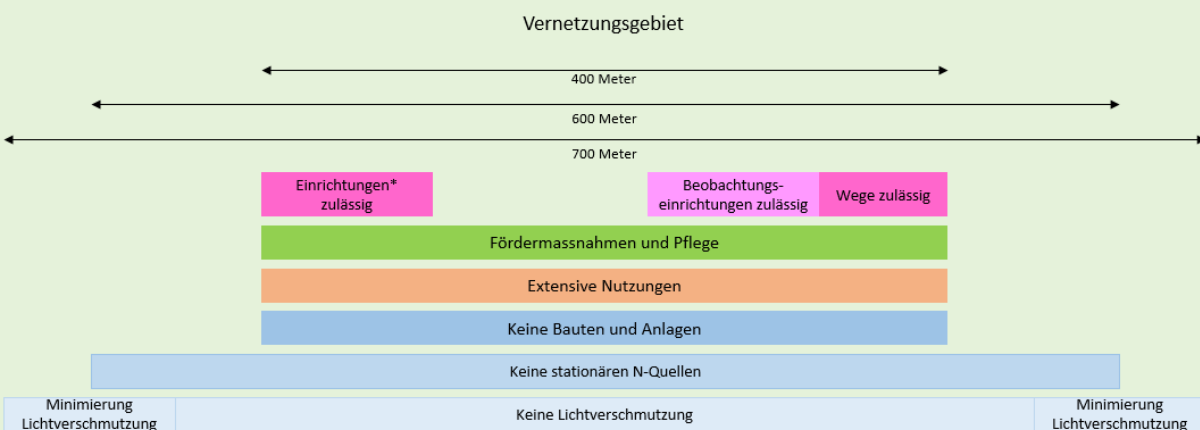 Vernetzungsgebiet
400 Meter
600 Meter
700 Meter
Einrichtungen*
zulässig
Beobachtungs-
einrichtungen zulässig
Wege zulässig
Fördermassnahmen und Pflege
Extensive Nutzungen
Keine Bauten und Anlagen
Keine stationären N-Quellen
Minimierung
Lichtverschmutzung
Keine Lichtverschmutzung
Minimierung
Lichtverschmutzung